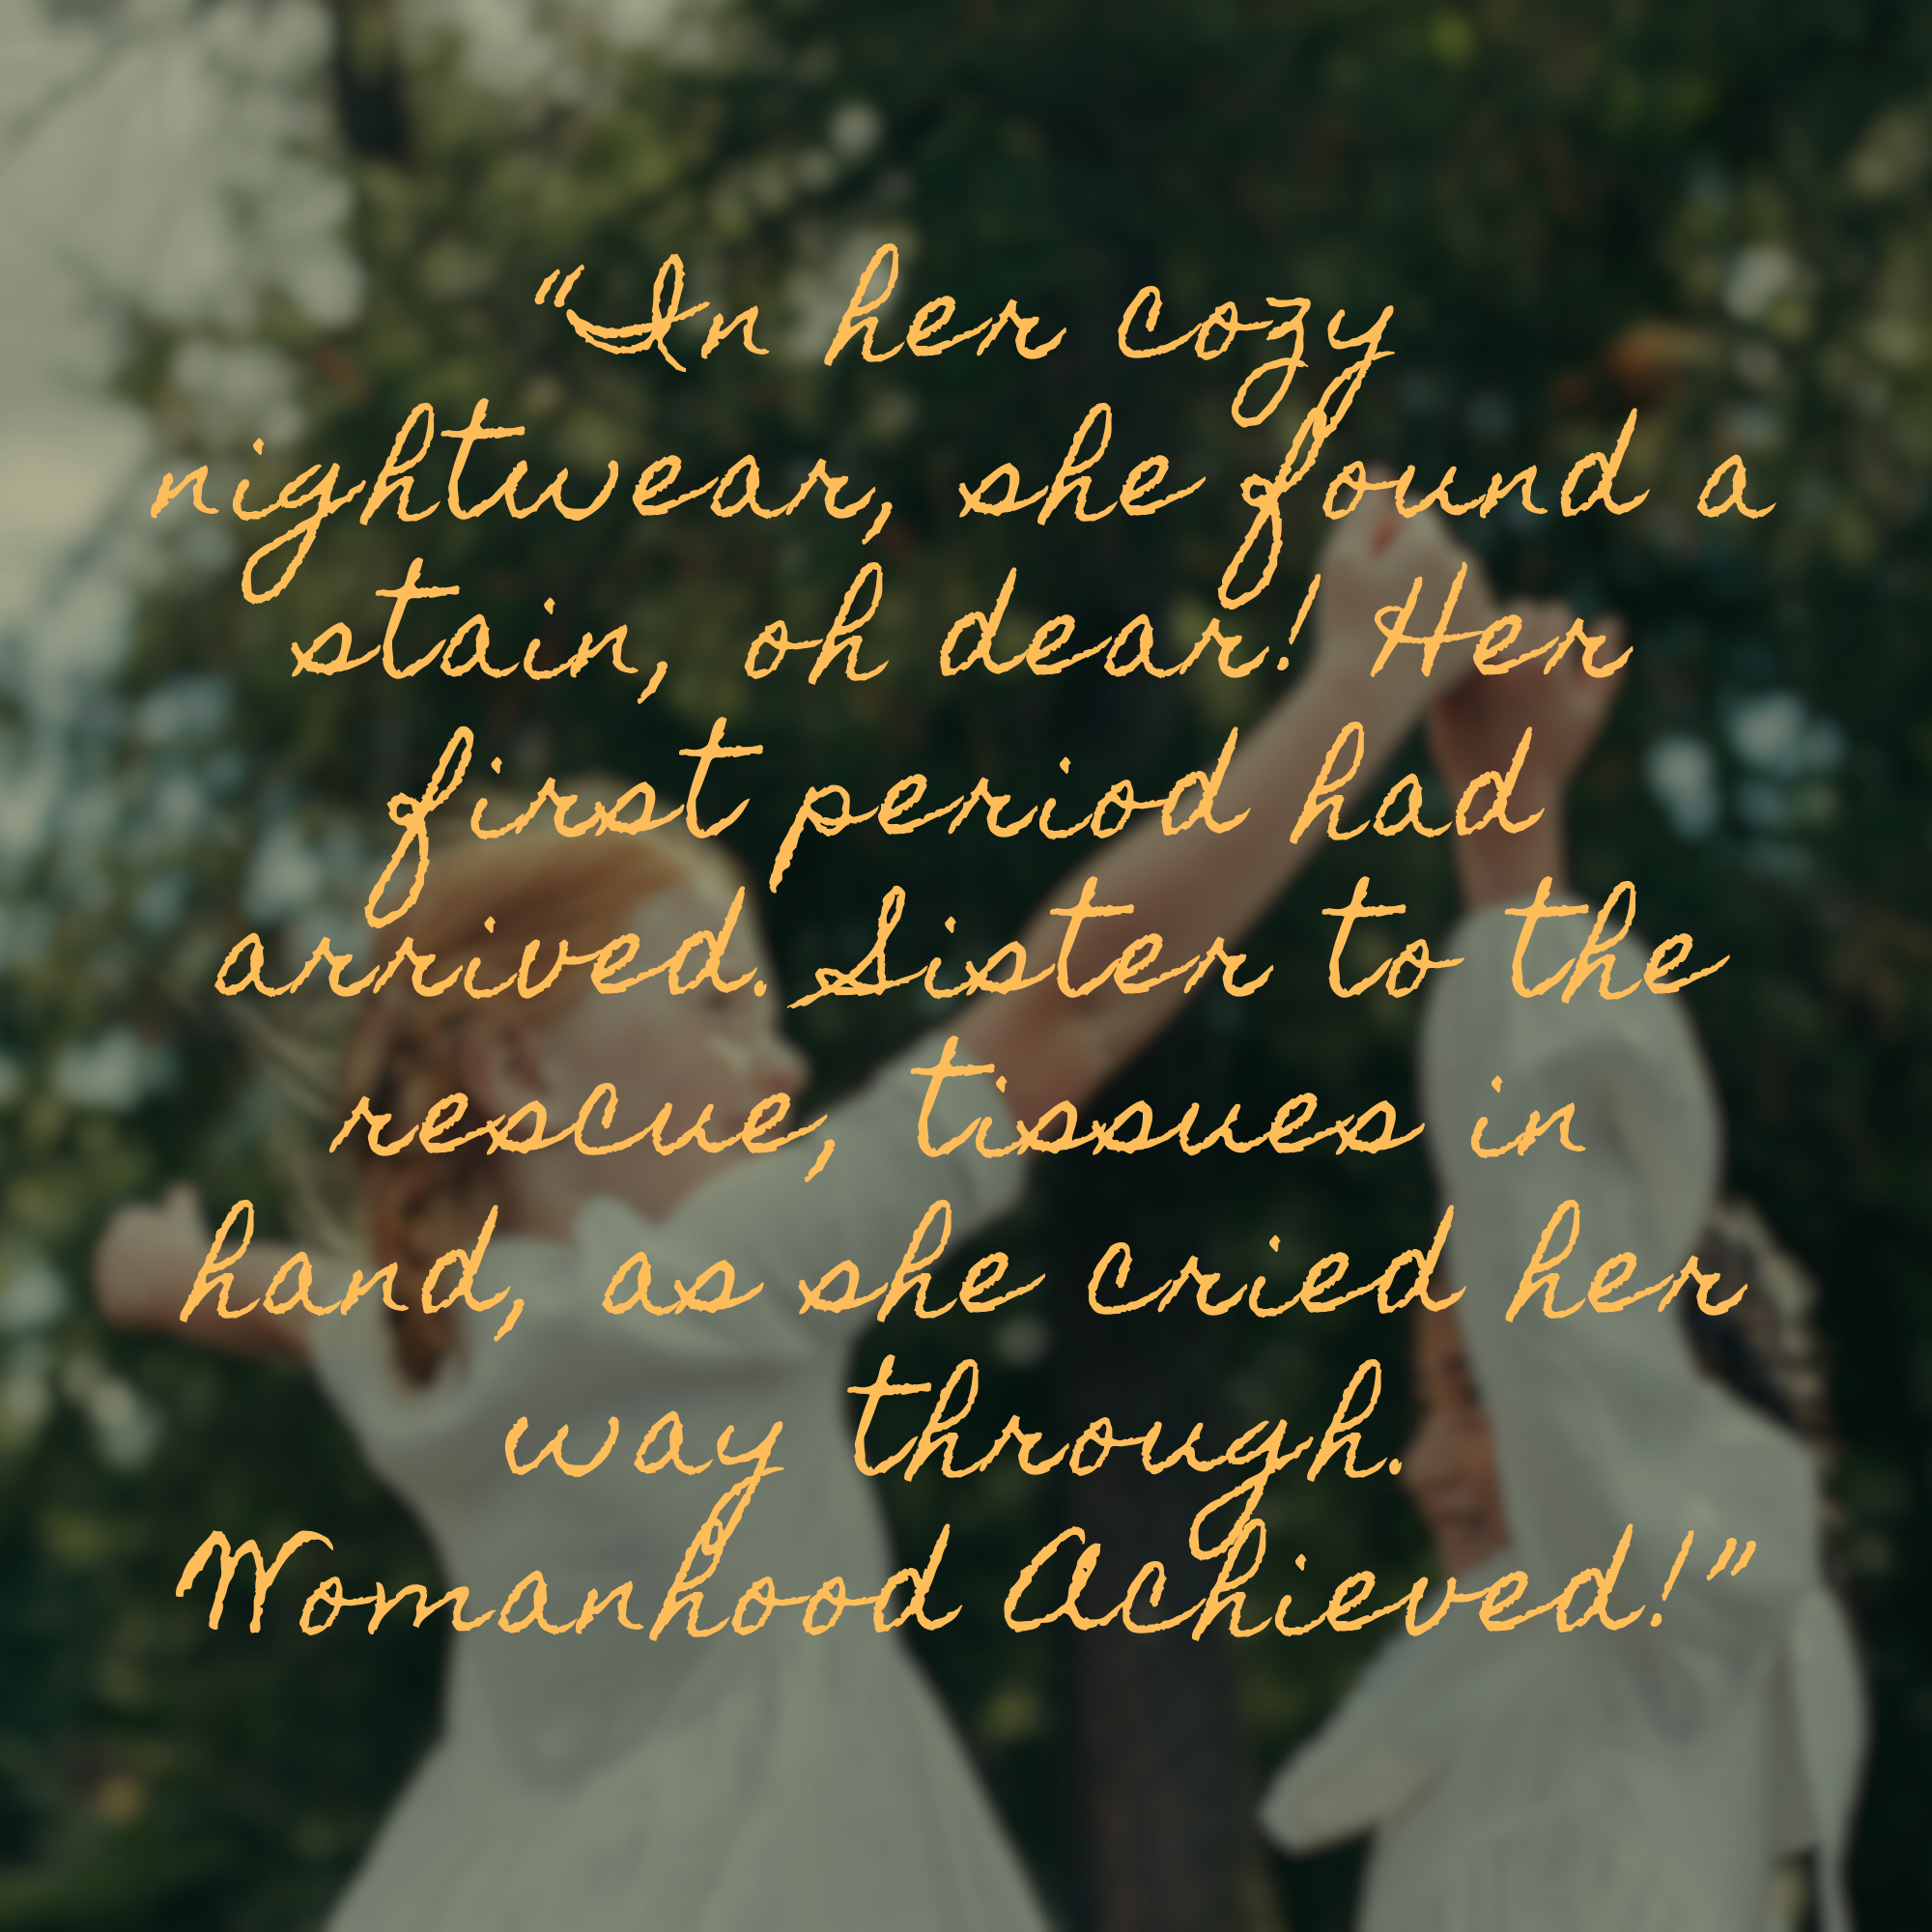 “In her cozy
nightwear, she found a
stain, oh dear! Her
first period had
arrived. Sister to the
rescue, tissues in
hand, as she cried her
way through.
Womanhood Achieved!”